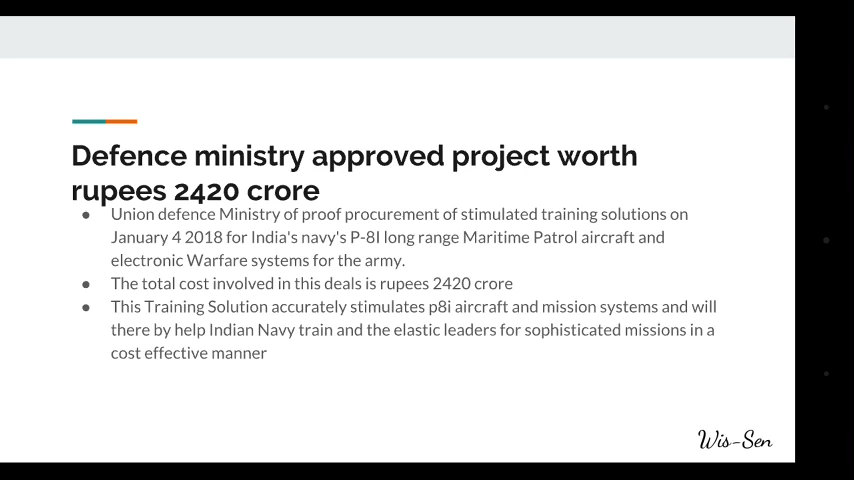 Defence ministry approved project worth
rupees 2420 crore
● Union defence Ministry of proof procurement of stimulated training solutions on
January 4 2018 for India's navy's P-8I long range Maritime Patrol aircraft and
electronic Warfare systems for the army.
● The total cost involved in this deals is rupees 2420 crore
● This Training Solution accurately stimulates p8i aircraft and mission systems and will
there by help Indian Navy train and the elastic leaders for sophisticated missions in a
cost effective manner
Wis-Sen